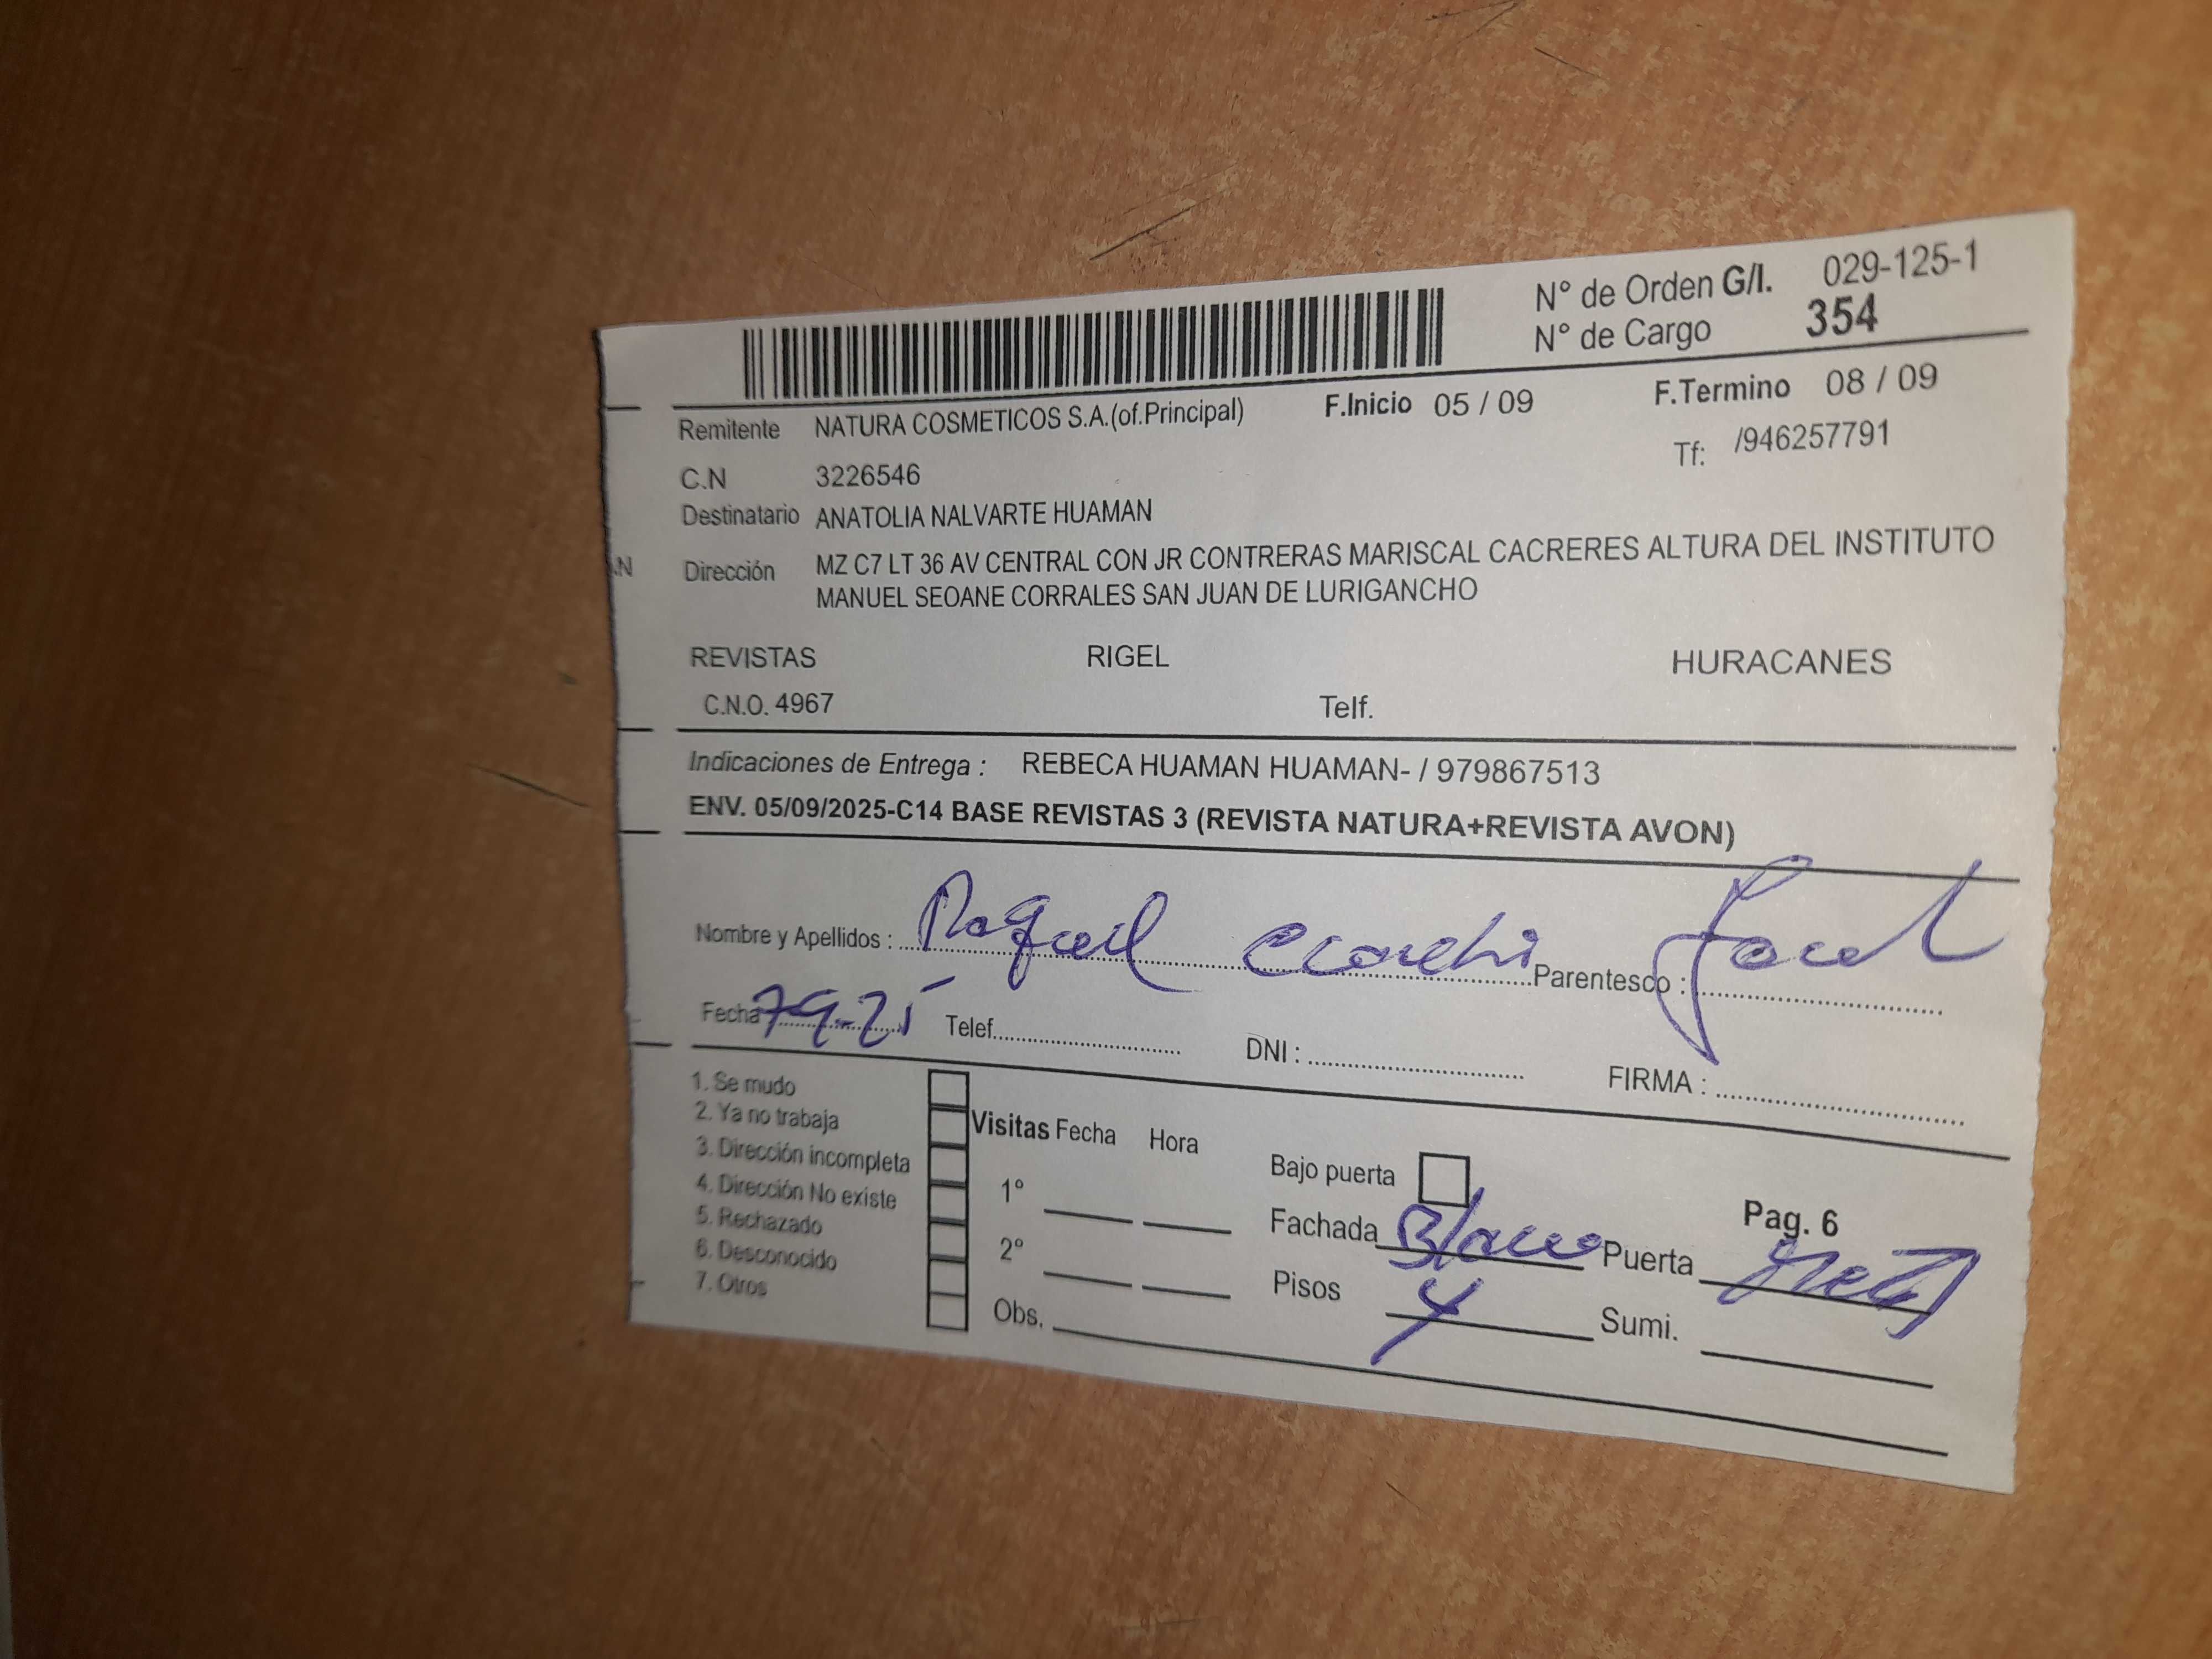 N° de Orden G/I. 029-125-1
N° de Cargo 354
Remitente NATURA COSMETICOS S.A.(of.Principal) F.Inicio 05 / 09 F.Termino 08 / 09
C.N 3226546 Tf: /946257791
Destinatario ANATOLIA NALVARTE HUAMAN
Dirección MZ C7 LT 36 AV CENTRAL CON JR CONTRERAS MARISCAL CACRERES ALTURA DEL INSTITUTO
MANUEL SEOANE CORRALES SAN JUAN DE LURIGANCHO
REVISTAS RIGEL HURACANES
C.N.O. 4967 Telf.
Indicaciones de Entrega : REBECA HUAMAN HUAMAN- / 979867513
ENV. 05/09/2025-C14 BASE REVISTAS 3 (REVISTA NATURA+REVISTA AVON)
Nombre y Apellidos : Raquel Parentesco :
Fecha 7-9-25 Telef. DNI : FIRMA :
1. Se mudo
2. Ya no trabaja
3. Dirección incompleta
4. Dirección No existe
5. Rechazado
6. Desconocido
7. Otros
Visitas Fecha Hora
1°
2°
Obs.
Bajo puerta
Pag. 6
Fachada Blanco Puerta
Pisos 4 Sumi.